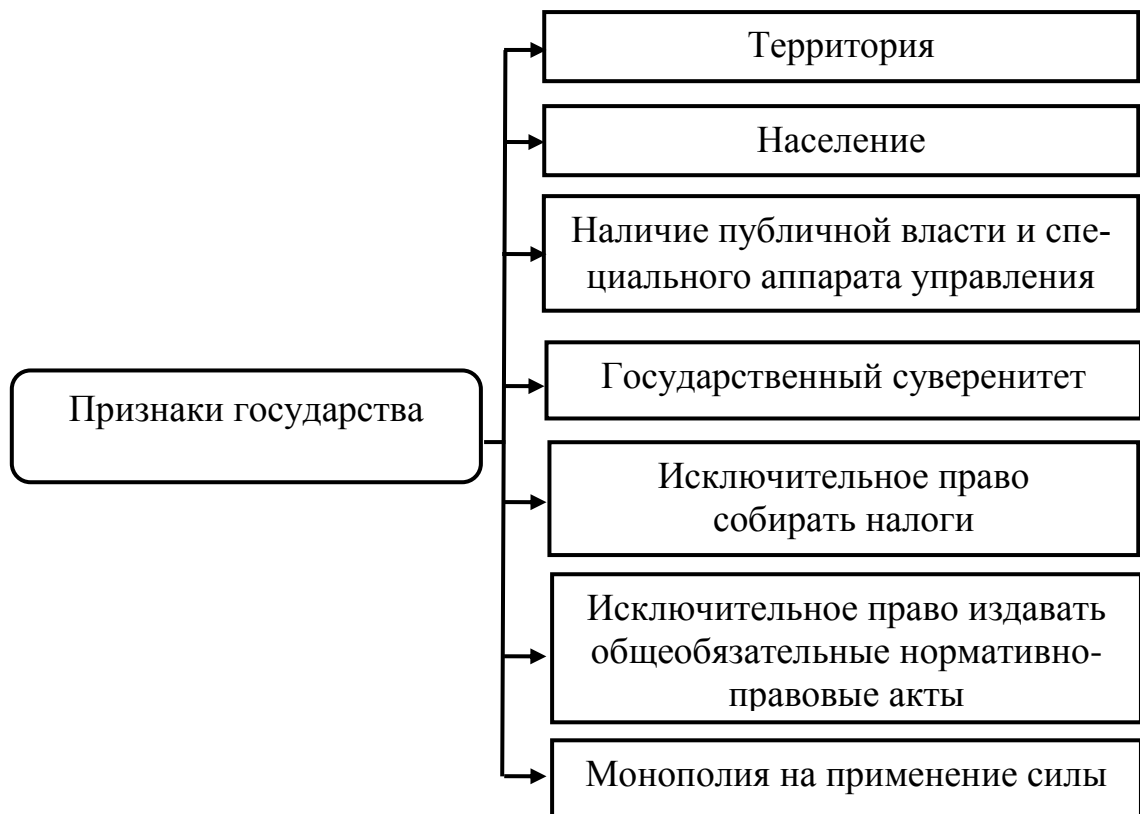 Территория
Население
Наличие публичной власти и спе-
циального аппарата управления
Государственный суверенитет
Признаки государства
Исключительное право
собирать налоги
Исключительное право издавать
общеобязательные нормативно-
правовые акты
Монополия на применение силы